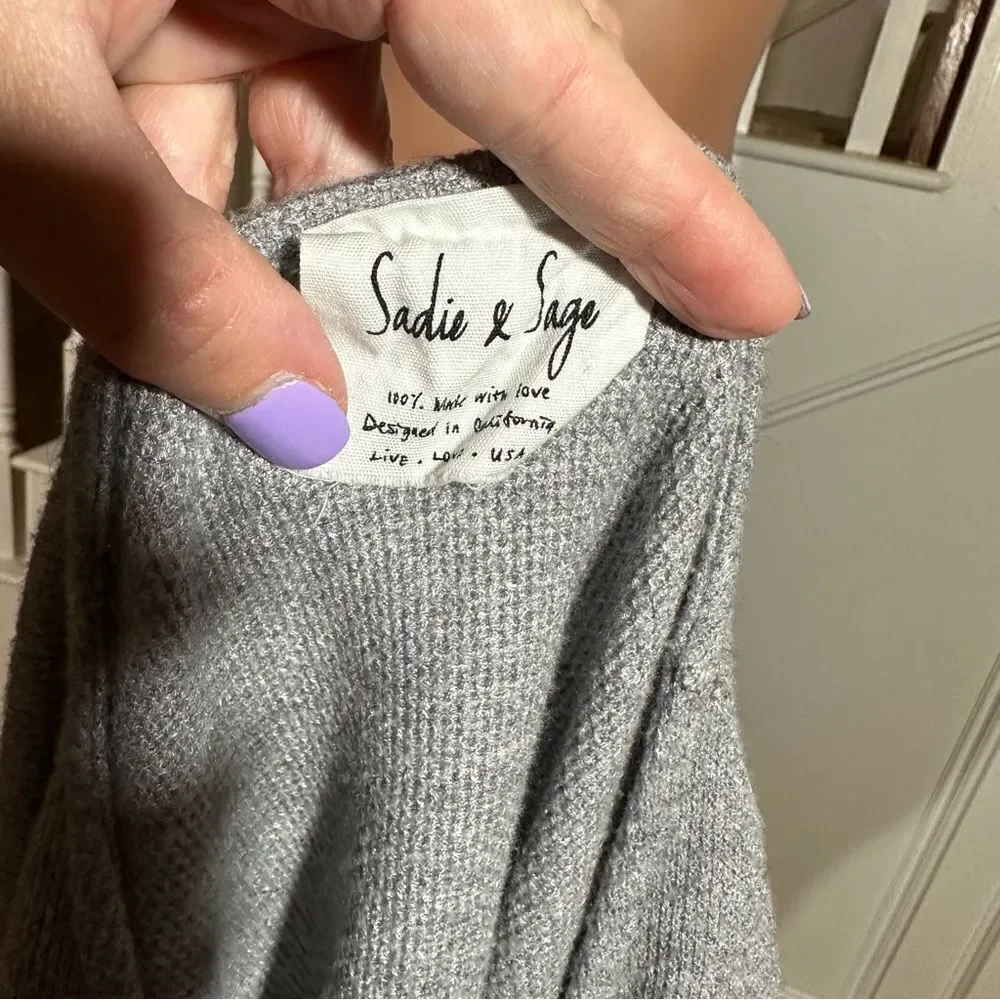 Sadie & Sage
100% Made with love
Designed in California
LIVE . LOVE . USA